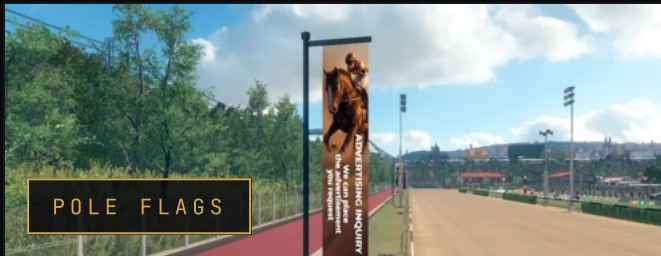 POLE FLAGS
ADVERTISING INQUIRY
We can place
the advertisement
you request